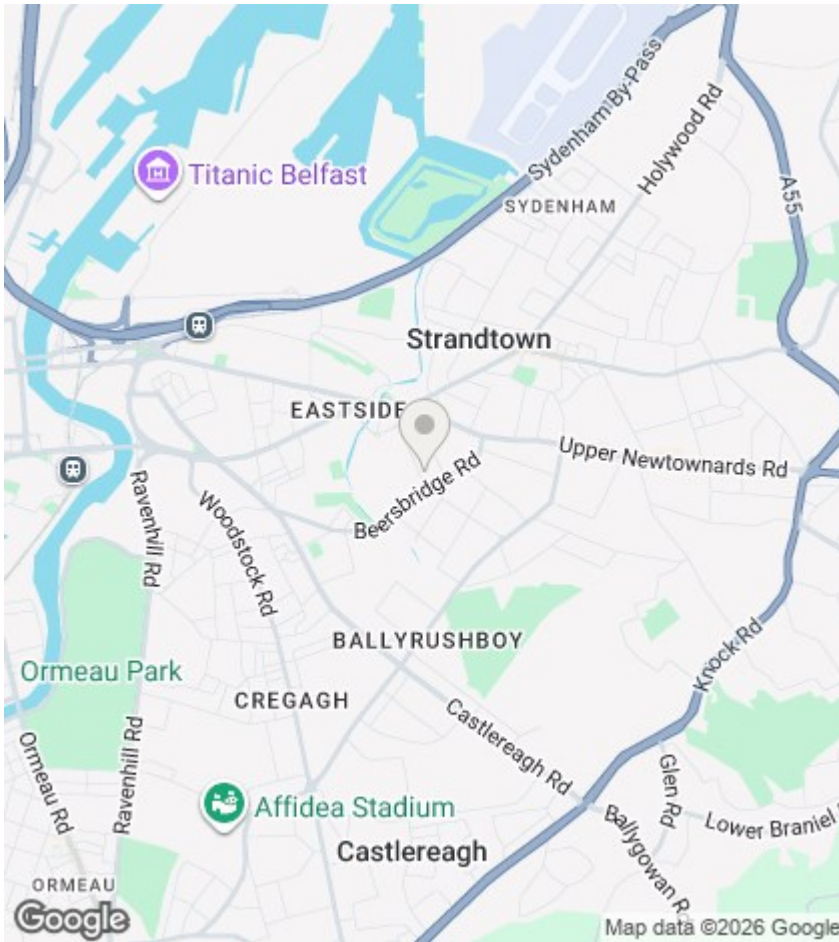 Titanic Belfast
Sydenham By-Pass
Holywood Rd
SYDENHAM
A55
Strandtown
EASTSIDE
Upper Newtownards Rd
Beersbridge Rd
Ravenhill Rd
Woodstock Rd
BALLYRUSHBOY
Ormeau Park
CREGAGH
Knock Rd
Castlereagh Rd
Ormeau Rd
Ravenhill Rd
Affidea Stadium
Glen Rd
Lower Braniel
Castlereagh
Ballygowan Rd
ORMEAU
Google
Map data ©2026 Google